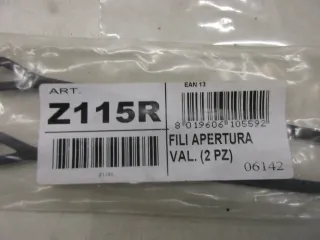 ART.
EAN 13
Z115R
8 019606 105592
FILI APERTURA
VAL. (2 PZ)
06142